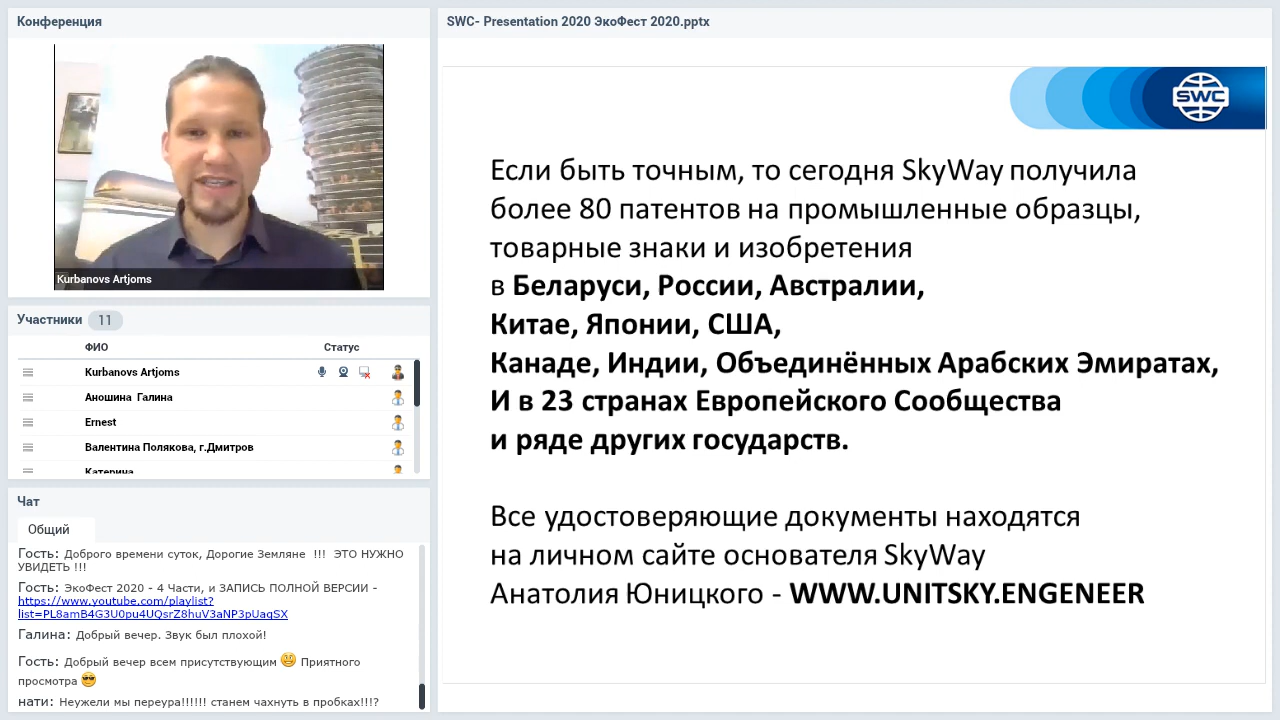 Конференция
Kurbanovs Artjoms
Участники 11
ФИО Статус
Kurbanovs Artjoms
Аношина Галина
Ernest
Валентина Полякова, г.Дмитров
Катерина
Чат
Общий
Гость: Доброго времени суток, Дорогие Земляне !!! ЭТО НУЖНО
УВИДЕТЬ !!!
Гость: ЭкоФест 2020 - 4 Части, и ЗАПИСЬ ПОЛНОЙ ВЕРСИИ -
https://www.youtube.com/playlist?
list=PL8amB4G3U0pu4UQsrZ8huV3aNP3pUaqSX
Галина: Добрый вечер. Звук был плохой!
Гость: Добрый вечер всем присутствующим Приятного
просмотра
нати: Неужели мы переура!!!!!! станем чахнуть в пробках!!!?
SWC- Presentation 2020 ЭкоФест 2020.pptx
SWC
Если быть точным, то сегодня SkyWay получила
более 80 патентов на промышленные образцы,
товарные знаки и изобретения
в Беларуси, России, Австралии,
Китае, Японии, США,
Канаде, Индии, Объединённых Арабских Эмиратах,
И в 23 странах Европейского Сообщества
и ряде других государств.
Все удостоверяющие документы находятся
на личном сайте основателя SkyWay
Анатолия Юницкого - WWW.UNITSKY.ENGENEER